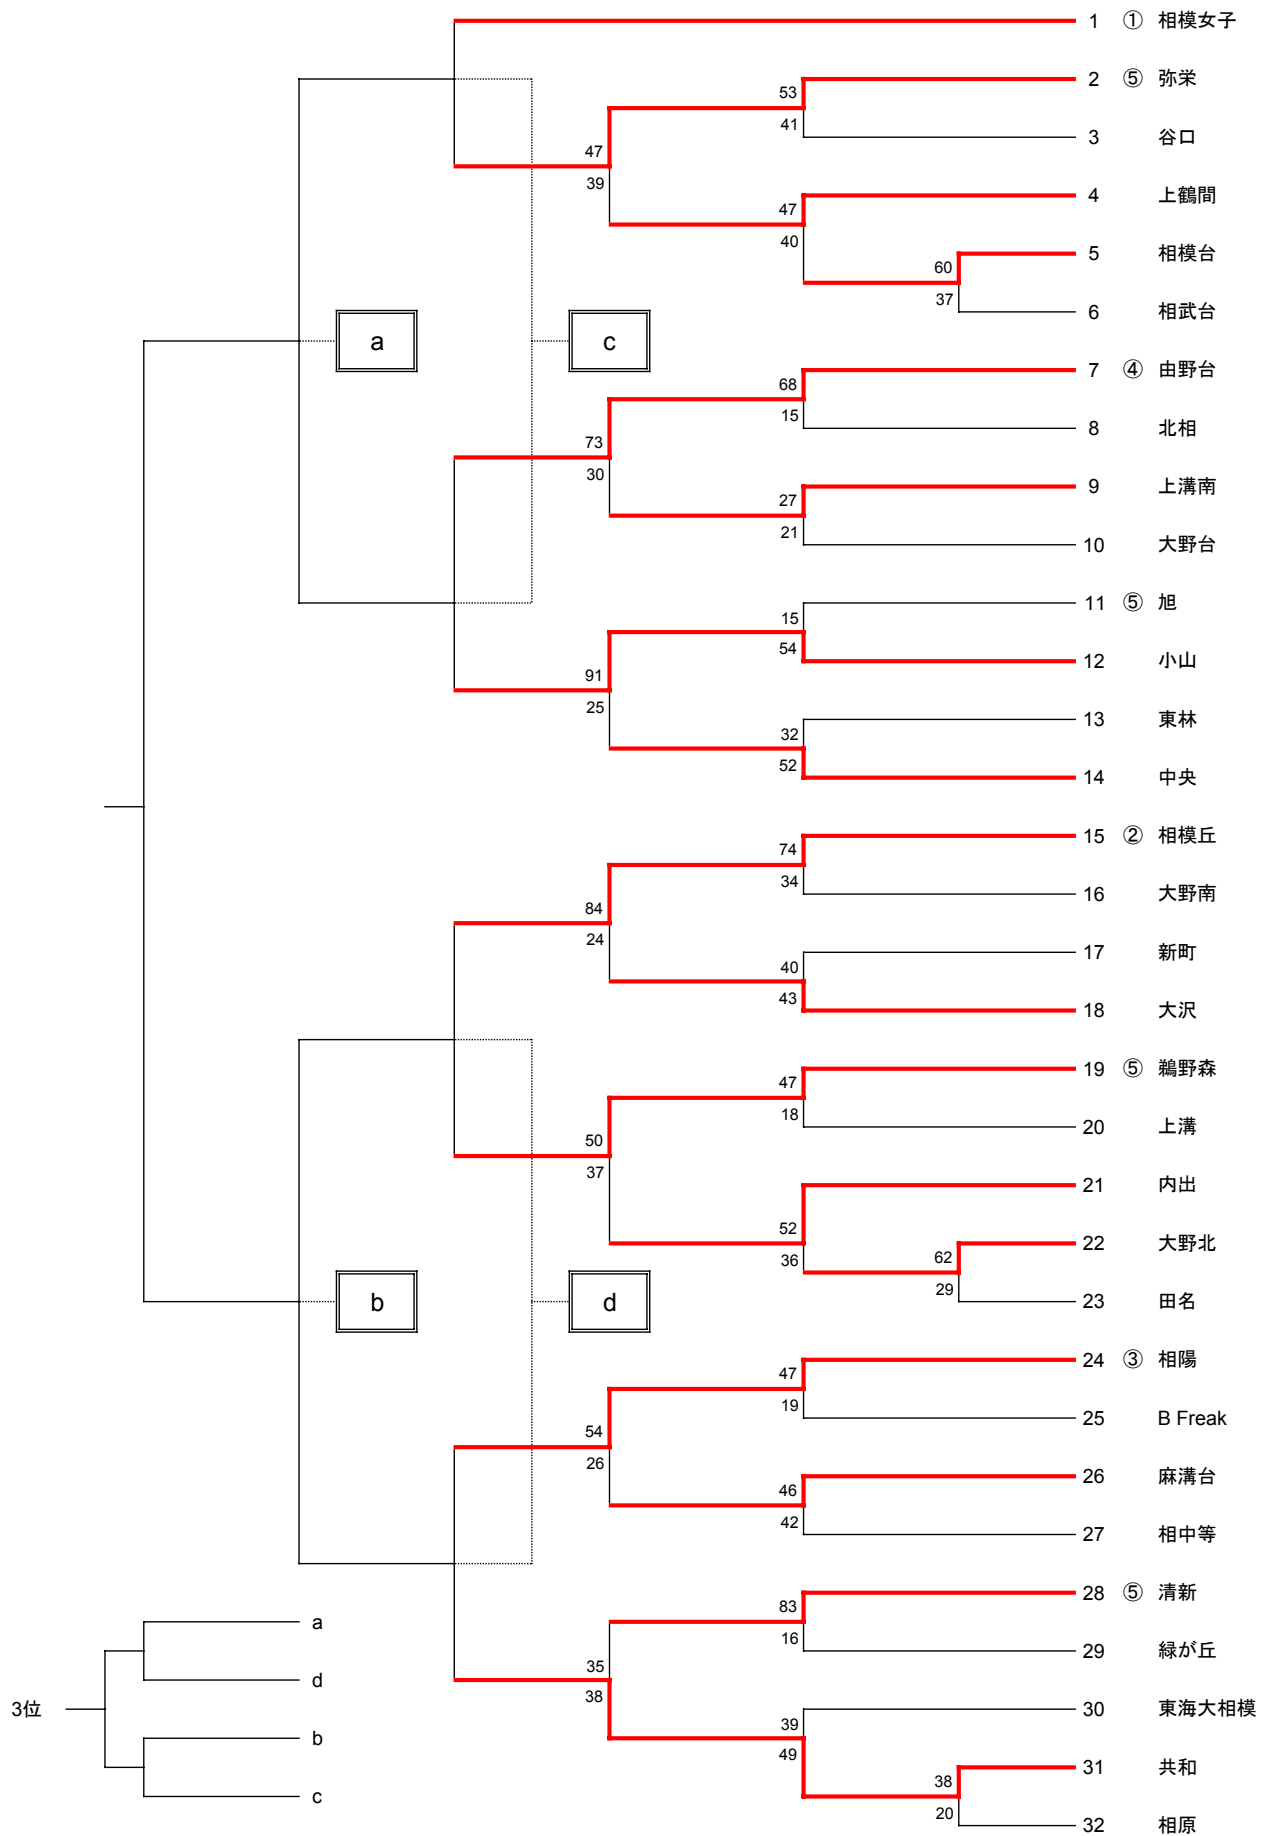 1 ① 相模女子
53 2 ⑤ 弥栄
41 3 谷口
47
39
47 4 上鶴間
40
60 5 相模台
37 6 相武台
a c
68 7 ④ 由野台
15 8 北相
73
30
27 9 上溝南
21 10 大野台
15 11 ⑤ 旭
54 12 小山
91
25
32 13 東林
52 14 中央
74 15 ② 相模丘
34 16 大野南
84
24
40 17 新町
43 18 大沢
47 19 ⑤ 鵜野森
18 20 上溝
50
37
21 内出
52
36
62 22 大野北
29 23 田名
b d
47 24 ③ 相陽
19 25 B Freak
54
26
46 26 麻溝台
42 27 相中等
83 28 ⑤ 清新
16 29 緑が丘
35
38
39 30 東海大相模
49
38 31 共和
20 32 相原
a
d
3位
b
c